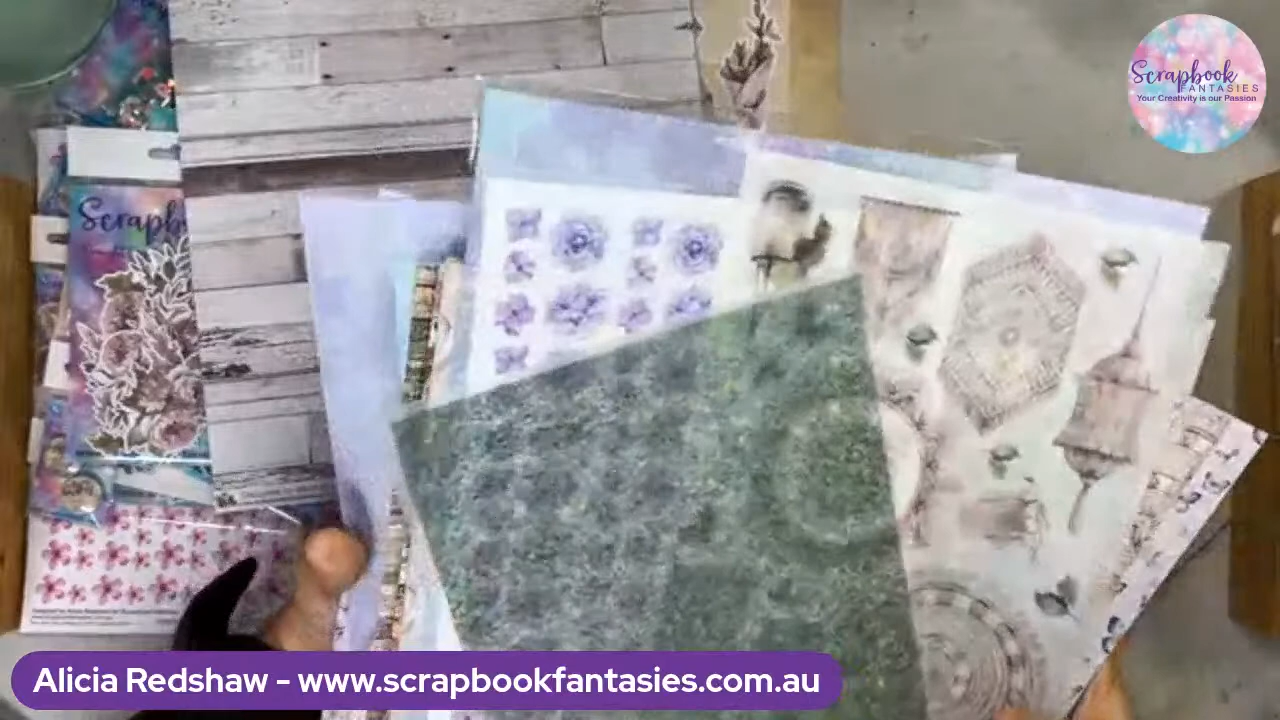 Scrapbook
FANTASIES
Your Creativity is our Passion
Scrapb
Alicia Redshaw - www.scrapbookfantasies.com.au